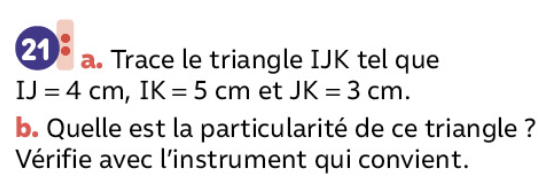 21 a. Trace le triangle IJK tel que
IJ = 4 cm, IK = 5 cm et JK = 3 cm.
b. Quelle est la particularité de ce triangle ?
Vérifie avec l’instrument qui convient.